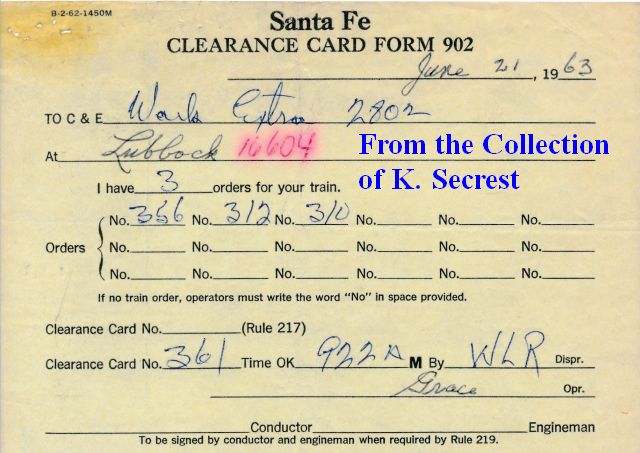 B-2-62-1450M
Santa Fe
CLEARANCE CARD FORM 902
June 21, 1963
TO C & E Work Extra 2802
At Lubbock 16604
From the Collection
of K. Secrest
I have 3 orders for your train.
No. 356 No. 312 No. 310 No. No. No.
Orders No. No. No. No. No. No.
No. No. No. No. No. No.
If no train order, operators must write the word "No" in space provided.
Clearance Card No. (Rule 217)
Clearance Card No. 361 Time OK 922A M By WLR Dispr.
Grace Opr.
Conductor Engineman
To be signed by conductor and engineman when required by Rule 219.